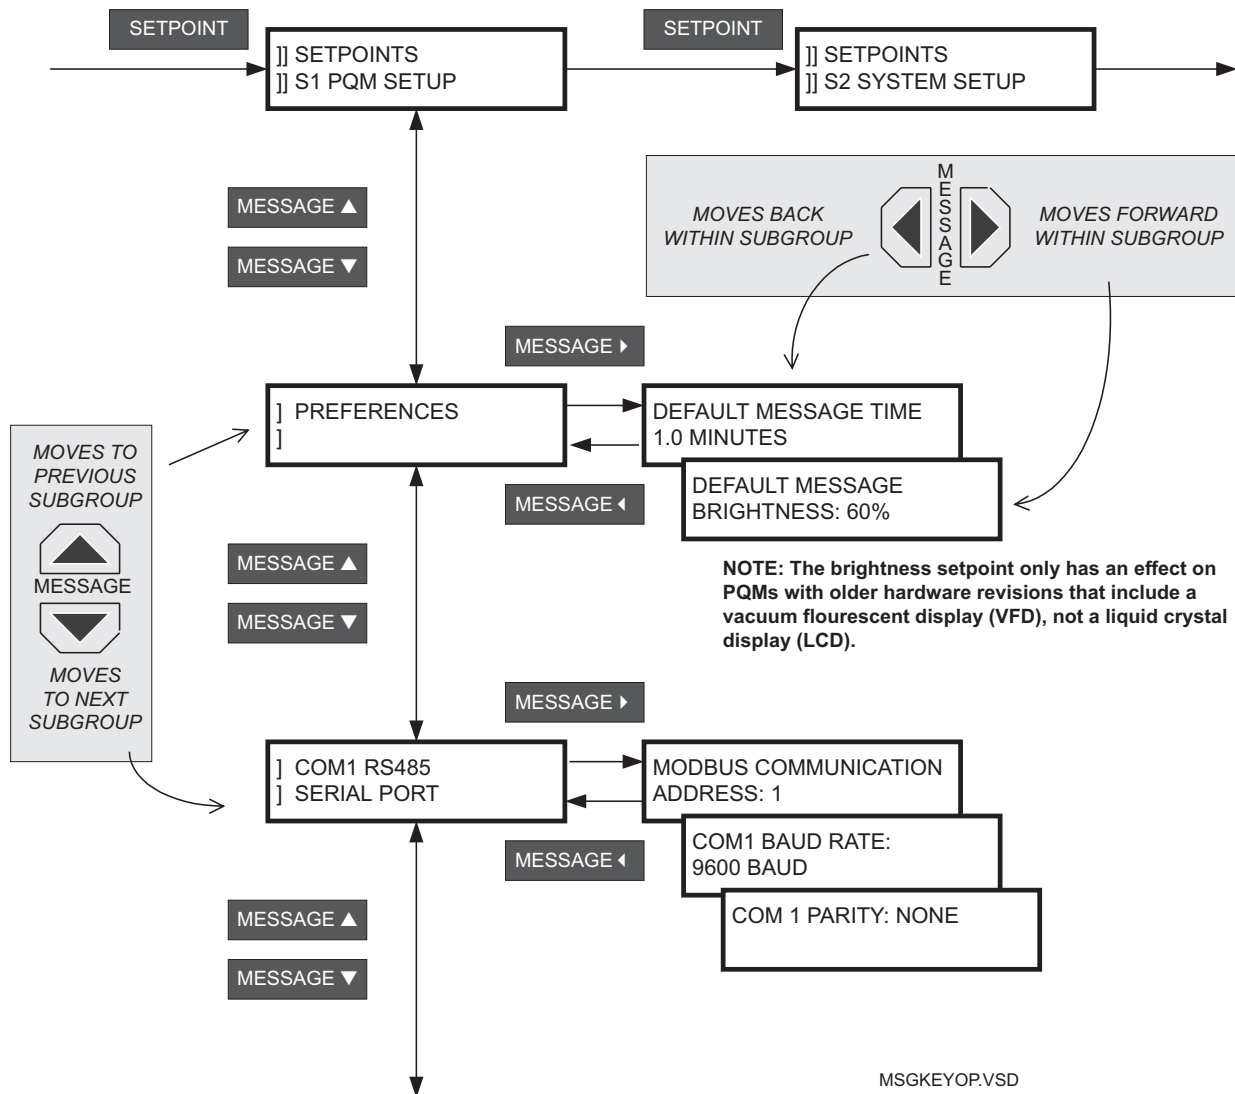 SETPOINT
]] SETPOINTS
]] S1 PQM SETUP
SETPOINT
]] SETPOINTS
]] S2 SYSTEM SETUP
MESSAGE ▲
MESSAGE ▼
MOVES BACK
WITHIN SUBGROUP
MESSAGE
MOVES FORWARD
WITHIN SUBGROUP
MESSAGE ▶
] PREFERENCES
]
DEFAULT MESSAGE TIME
1.0 MINUTES
MESSAGE ◀
DEFAULT MESSAGE
BRIGHTNESS: 60%
MOVES TO
PREVIOUS
SUBGROUP
MESSAGE
MOVES
TO NEXT
SUBGROUP
MESSAGE ▲
MESSAGE ▼
NOTE: The brightness setpoint only has an effect on
PQMs with older hardware revisions that include a
vacuum flourescent display (VFD), not a liquid crystal
display (LCD).
MESSAGE ▶
] COM1 RS485
] SERIAL PORT
MODBUS COMMUNICATION
ADDRESS: 1
MESSAGE ◀
COM1 BAUD RATE:
9600 BAUD
COM 1 PARITY: NONE
MESSAGE ▲
MESSAGE ▼
MSGKEYOP.VSD